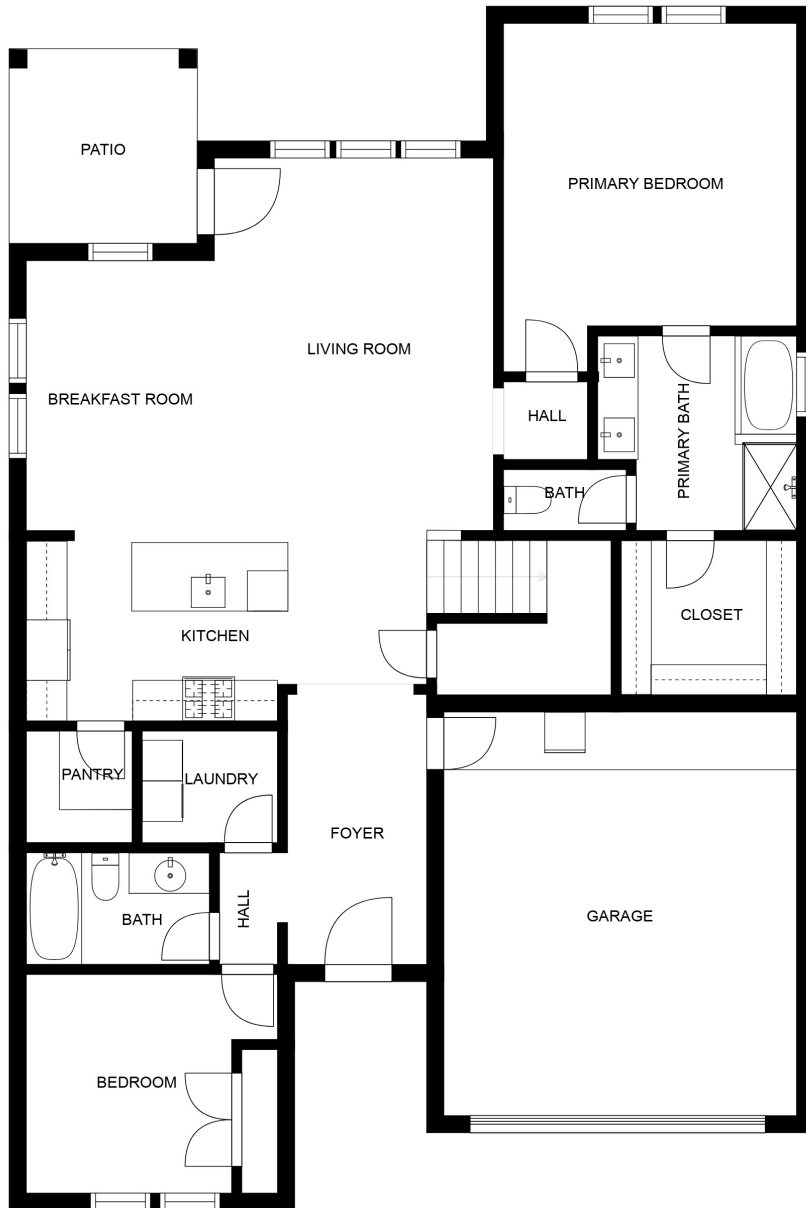 PATIO
PRIMARY BEDROOM
LIVING ROOM
BREAKFAST ROOM
HALL
PRIMARY BATH
BATH
CLOSET
KITCHEN
PANTRY
LAUNDRY
FOYER
HALL
BATH
GARAGE
BEDROOM